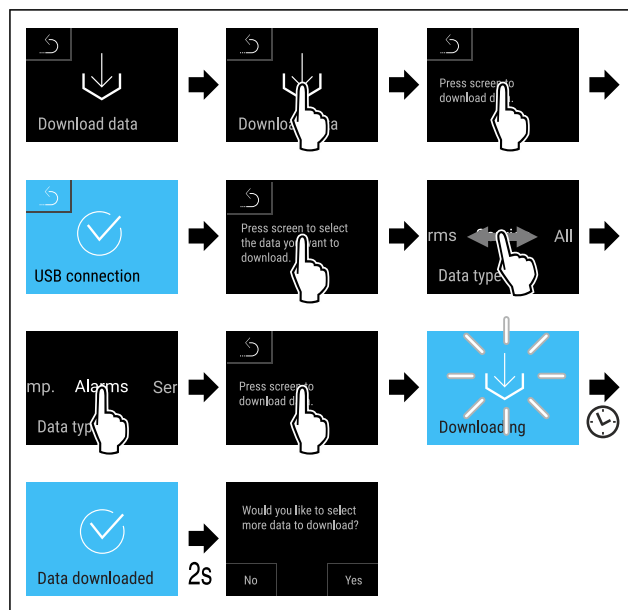 Download data
Downlo a
Press screen to
download d .
USB connection
Press screen to select
the data you want to
download.
rms S i All
Data type
mp. Alarms Ser
Data typ
Press screen to
download d .
Downloading
Data downloaded
2s
Would you like to select
more data to download?
No Yes